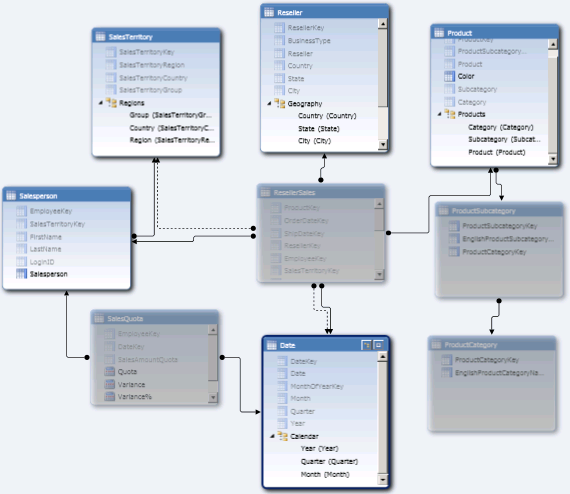 SalesTerritory
SalesTerritoryKey
SalesTerritoryRegion
SalesTerritoryCountry
SalesTerritoryGroup
Regions
Group (SalesTerritoryGr...
Country (SalesTerritoryC...
Region (SalesTerritoryRe...
Reseller
ResellerKey
BusinessType
Reseller
Country
State
City
Geography
Country (Country)
State (State)
City (City)
Product
ProductKey
ProductSubcategory...
Product
Color
Subcategory
Category
Products
Category (Category)
Subcategory (Subcat...
Product (Product)
Salesperson
EmployeeKey
SalesTerritoryKey
FirstName
LastName
LoginID
Salesperson
ResellerSales
ProductKey
OrderDateKey
ShipDateKey
ResellerKey
EmployeeKey
SalesTerritoryKey
ProductSubcategory
ProductSubcategoryKey
EnglishProductSubcategory...
ProductCategoryKey
SalesQuota
EmployeeKey
DateKey
SalesAmountQuota
Quota
Variance
Variance%
Date
DateKey
Date
MonthOfYearKey
Month
Quarter
Year
Calendar
Year (Year)
Quarter (Quarter)
Month (Month)
ProductCategory
ProductCategoryKey
EnglishProductCategoryNa...